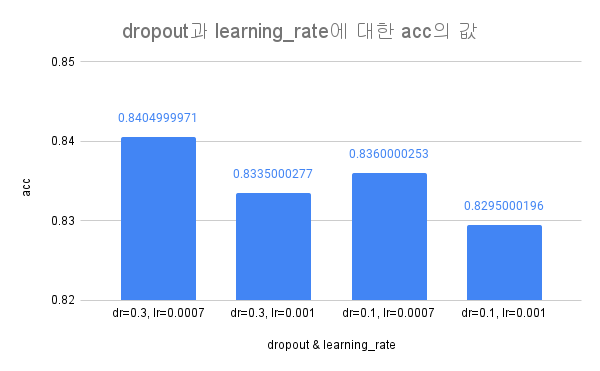 dropout과 learning_rate에 대한 acc의 값
0.85
0.84
0.83
0.82
acc
0.8404999971
0.8335000277
0.8360000253
0.8295000196
dr=0.3, lr=0.0007
dr=0.3, lr=0.001
dr=0.1, lr=0.0007
dr=0.1, lr=0.001
dropout & learning_rate